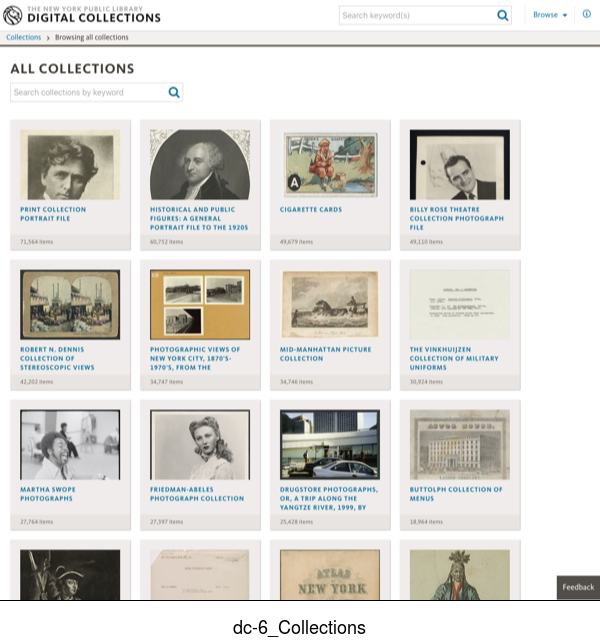 THE NEW YORK PUBLIC LIBRARY
DIGITAL COLLECTIONS
Search keyword(s)
Browse
Collections > Browsing all collections
ALL COLLECTIONS
Search collections by keyword
PRINT COLLECTION
PORTRAIT FILE
71,564 items
HISTORICAL AND PUBLIC
FIGURES: A GENERAL
PORTRAIT FILE TO THE 1920S
60,752 items
A
CIGARETTE CARDS
49,679 items
BILLY ROSE THEATRE
COLLECTION PHOTOGRAPH
FILE
49,110 items
ROBERT N. DENNIS
COLLECTION OF
STEREOSCOPIC VIEWS
42,202 items
PHOTOGRAPHIC VIEWS OF
NEW YORK CITY, 1870'S-
1970'S, FROM THE
34,747 items
MID-MANHATTAN PICTURE
COLLECTION
34,746 items
THE VINKHUIJZEN
COLLECTION OF MILITARY
UNIFORMS
30,924 items
MARTHA SWOPE
PHOTOGRAPHS
27,764 items
FRIEDMAN-ABELES
PHOTOGRAPH COLLECTION
27,597 items
DRUGSTORE PHOTOGRAPHS,
OR, A TRIP ALONG THE
YANGTZE RIVER, 1999, BY
25,428 items
ASTOR HOUSE.
BUTTOLPH COLLECTION OF
MENUS
18,964 items
ATLAS
NEW YORK
Feedback
dc-6_Collections